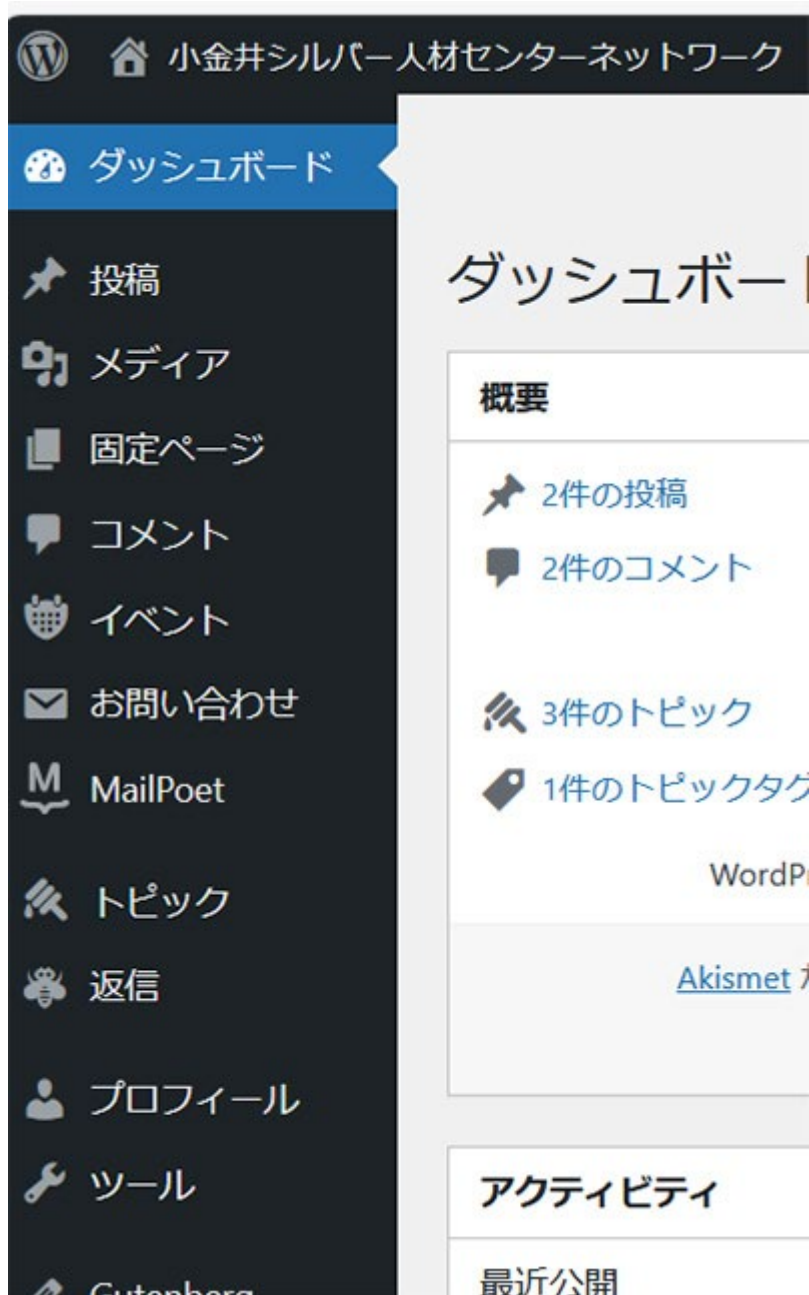 小金井シルバー人材センターネットワーク
ダッシュボード
投稿
メディア
固定ページ
コメント
イベント
お問い合わせ
MailPoet
トピック
返信
プロフィール
ツール
Gutenberg
ダッシュボー
概要
2件の投稿
2件のコメント
3件のトピック
1件のトピックタグ
WordPr
Akismet
アクティビティ
最近公開